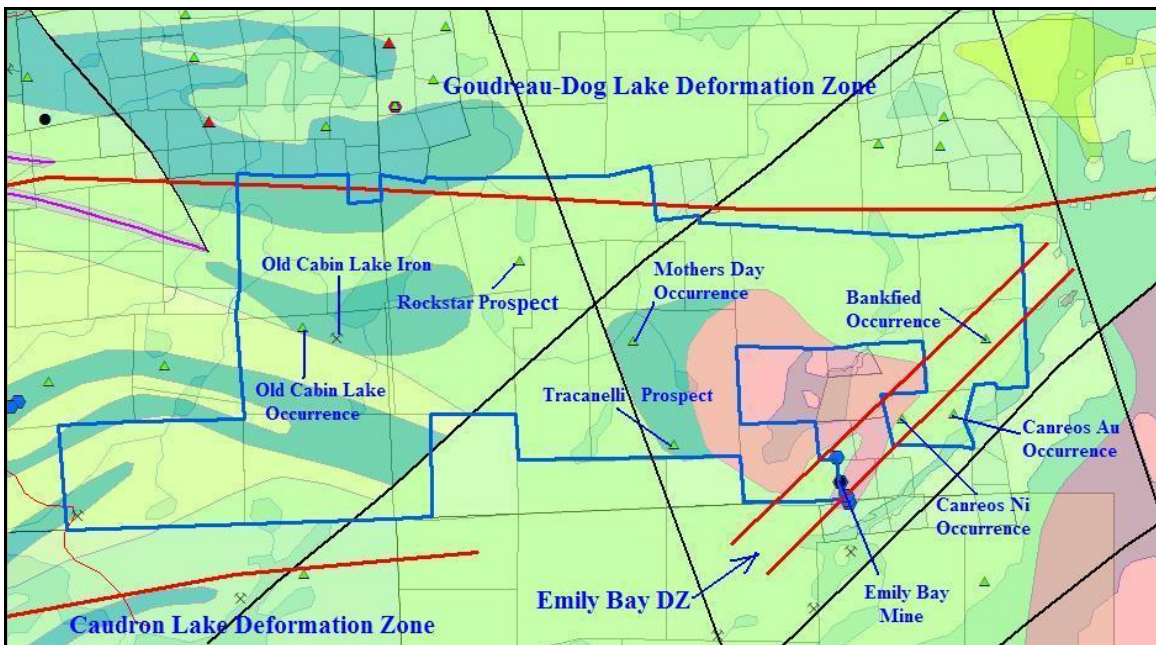 Goudreau-Dog Lake Deformation Zone
Old Cabin Lake Iron
Rockstar Prospect
Mothers Day
Occurrence
Bankfied
Occurrence
Old Cabin Lake
Occurrence
Tracanelli Prospect
Canreos Au
Occurrence
Canreos Ni
Occurrence
Emily Bay DZ
Emily Bay
Mine
Caudron Lake Deformation Zone